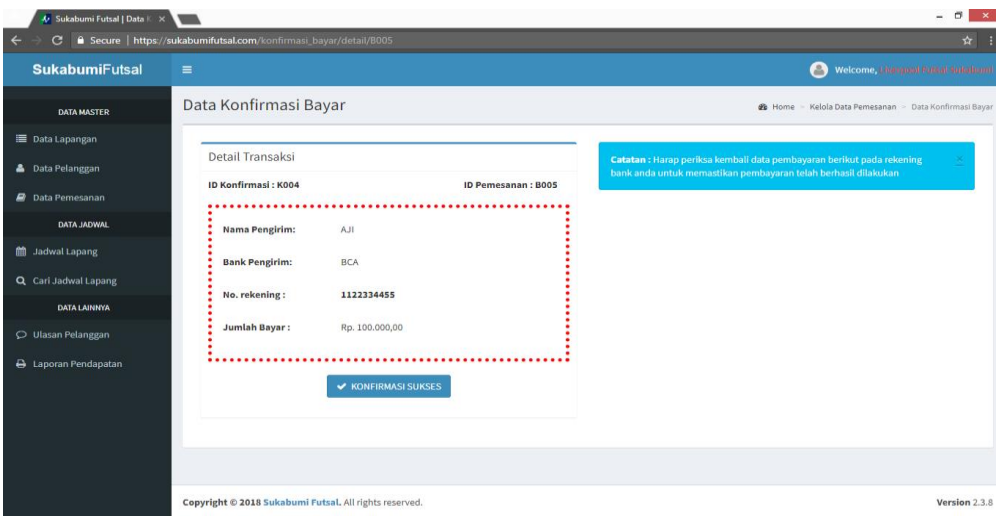 Sukabumi Futsal | Data K
Secure | https://sukabumifutsal.com/konfirmasi_bayar/detail/B005
SukabumiFutsal
Welcome,
DATA MASTER
Data Lapangan
Data Pelanggan
Data Pemesanan
DATA JADWAL
Jadwal Lapang
Cari Jadwal Lapang
DATA LAINNYA
Ulasan Pelanggan
Laporan Pendapatan
Data Konfirmasi Bayar
Home > Kelola Data Pemesanan > Data Konfirmasi Bayar
Detail Transaksi
ID Konfirmasi : K004 ID Pemesanan : B005
Nama Pengirim: AJI
Bank Pengirim: BCA
No. rekening : 1122334455
Jumlah Bayar : Rp. 100.000,00
KONFIRMASI SUKSES
Catatan : Harap periksa kembali data pembayaran berikut pada rekening
bank anda untuk memastikan pembayaran telah berhasil dilakukan
Copyright © 2018 Sukabumi Futsal. All rights reserved.
Version 2.3.8